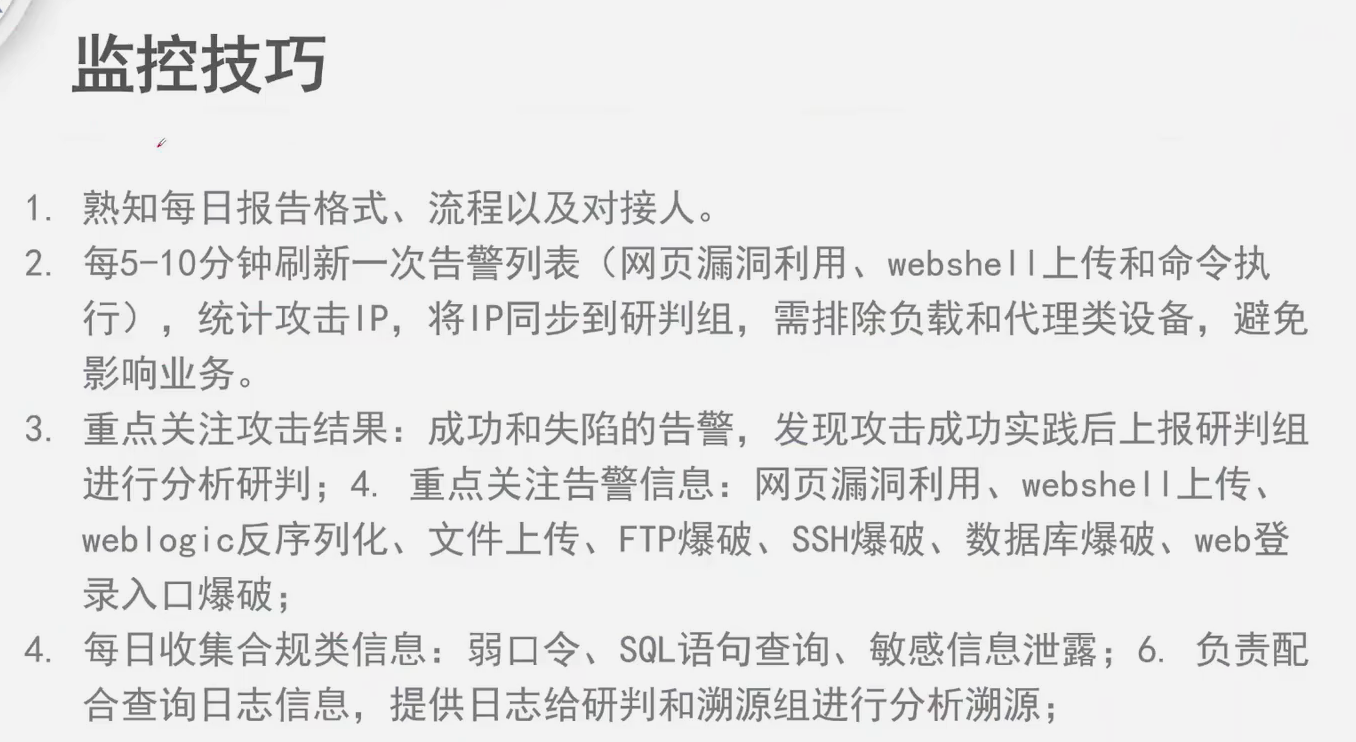 监控技巧
1. 熟知每日报告格式、流程以及对接人。
2. 每5-10分钟刷新一次告警列表（网页漏洞利用、webshell上传和命令执
行），统计攻击IP，将IP同步到研判组，需排除负载和代理类设备，避免
影响业务。
3. 重点关注攻击结果：成功和失陷的告警，发现攻击成功实践后上报研判组
进行分析研判；4. 重点关注告警信息：网页漏洞利用、webshell上传、
weblogic反序列化、文件上传、FTP爆破、SSH爆破、数据库爆破、web登
录入口爆破；
4. 每日收集合规类信息：弱口令、SQL语句查询、敏感信息泄露；6. 负责配
合查询日志信息，提供日志给研判和溯源组进行分析溯源；